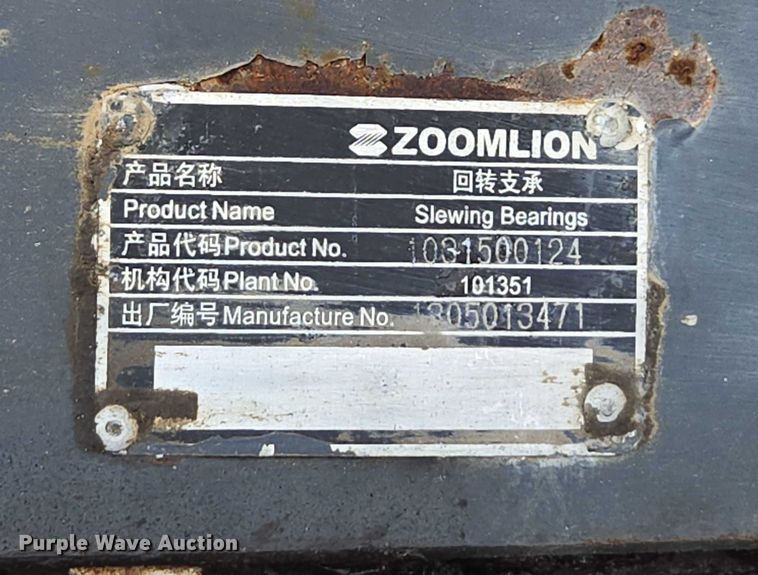 ZOOMLION
产品名称 回转支承
Product Name Slewing Bearings
产品代码Product No. 1031500124
机构代码Plant No. 101351
出厂编号Manufacture No. 1305013471
Purple Wave Auction